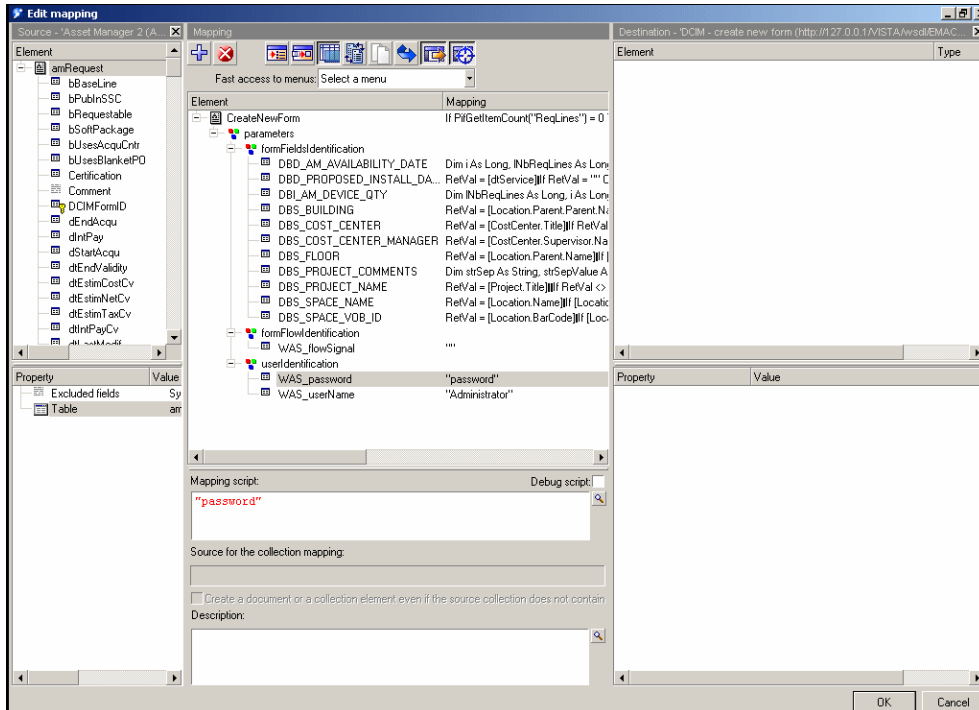 Edit mapping
Source - 'Asset Manager 2 (A...
Element
amRequest
bBaseLine
bPubInSSC
bRequestable
bSoftPackage
bUsesAcquCntr
bUsesBlanketPO
Certification
Comment
DCIMFormID
dEndAcqu
dIntPay
dStartAcqu
dtEndValidity
dtEstimCostCv
dtEstimNetCv
dtEstimTaxCv
dtIntPayCv
dtLastModif
Property Value
Excluded fields Sy
Table am
Mapping
Fast access to menus: Select a menu
Element Mapping
CreateNewForm If PifGetItemCount("ReqLines") = 0
parameters
formFieldsIdentification
DBD_AM_AVAILABILITY_DATE Dim i As Long, lNbReqLines As Long
DBD_PROPOSED_INSTALL_DA... RetVal = [dtService]If RetVal = "" C
DBI_AM_DEVICE_QTY Dim lNbReqLines As Long, i As Long
DBS_BUILDING RetVal = [Location.Parent.Parent.Na
DBS_COST_CENTER RetVal = [CostCenter.Title]If RetVal
DBS_COST_CENTER_MANAGER RetVal = [CostCenter.Supervisor.Na
DBS_FLOOR RetVal = [Location.Parent.Name]If [
DBS_PROJECT_COMMENTS Dim strSep As String, strSepValue A
DBS_PROJECT_NAME RetVal = [Project.Title]If RetVal <>
DBS_SPACE_NAME RetVal = [Location.Name]If [Locatio
DBS_SPACE_VOB_ID RetVal = [Location.BarCode]If [Loc
formFlowIdentification
WAS_flowSignal ""
userIdentification
WAS_password "password"
WAS_userName "Administrator"
Mapping script: Debug script:
"password"
Source for the collection mapping:
Create a document or a collection element even if the source collection does not contain
Description:
Destination - 'DCIM - create new form (http://127.0.0.1/VISTA/wsdl/EMAC...
Element Type
Property Value
OK Cancel